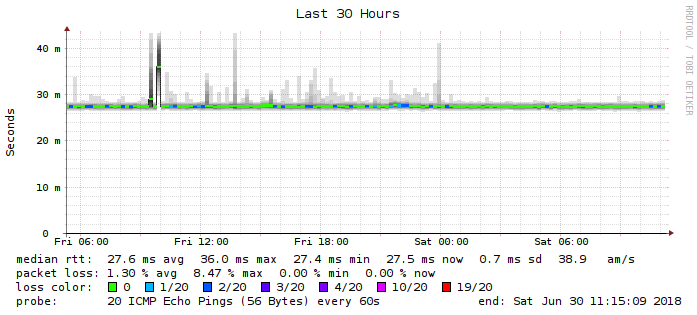 Last 30 Hours
RRDTOOL / TOBI OETIKER
Seconds
40 m
30 m
20 m
10 m
0
Fri 06:00 Fri 12:00 Fri 18:00 Sat 00:00 Sat 06:00
median rtt: 27.6 ms avg 36.0 ms max 27.4 ms min 27.5 ms now 0.7 ms sd 38.9 am/s
packet loss: 1.30 % avg 8.47 % max 0.00 % min 0.00 % now
loss color: 0 1/20 2/20 3/20 4/20 10/20 19/20
probe: 20 ICMP Echo Pings (56 Bytes) every 60s end: Sat Jun 30 11:15:09 2018